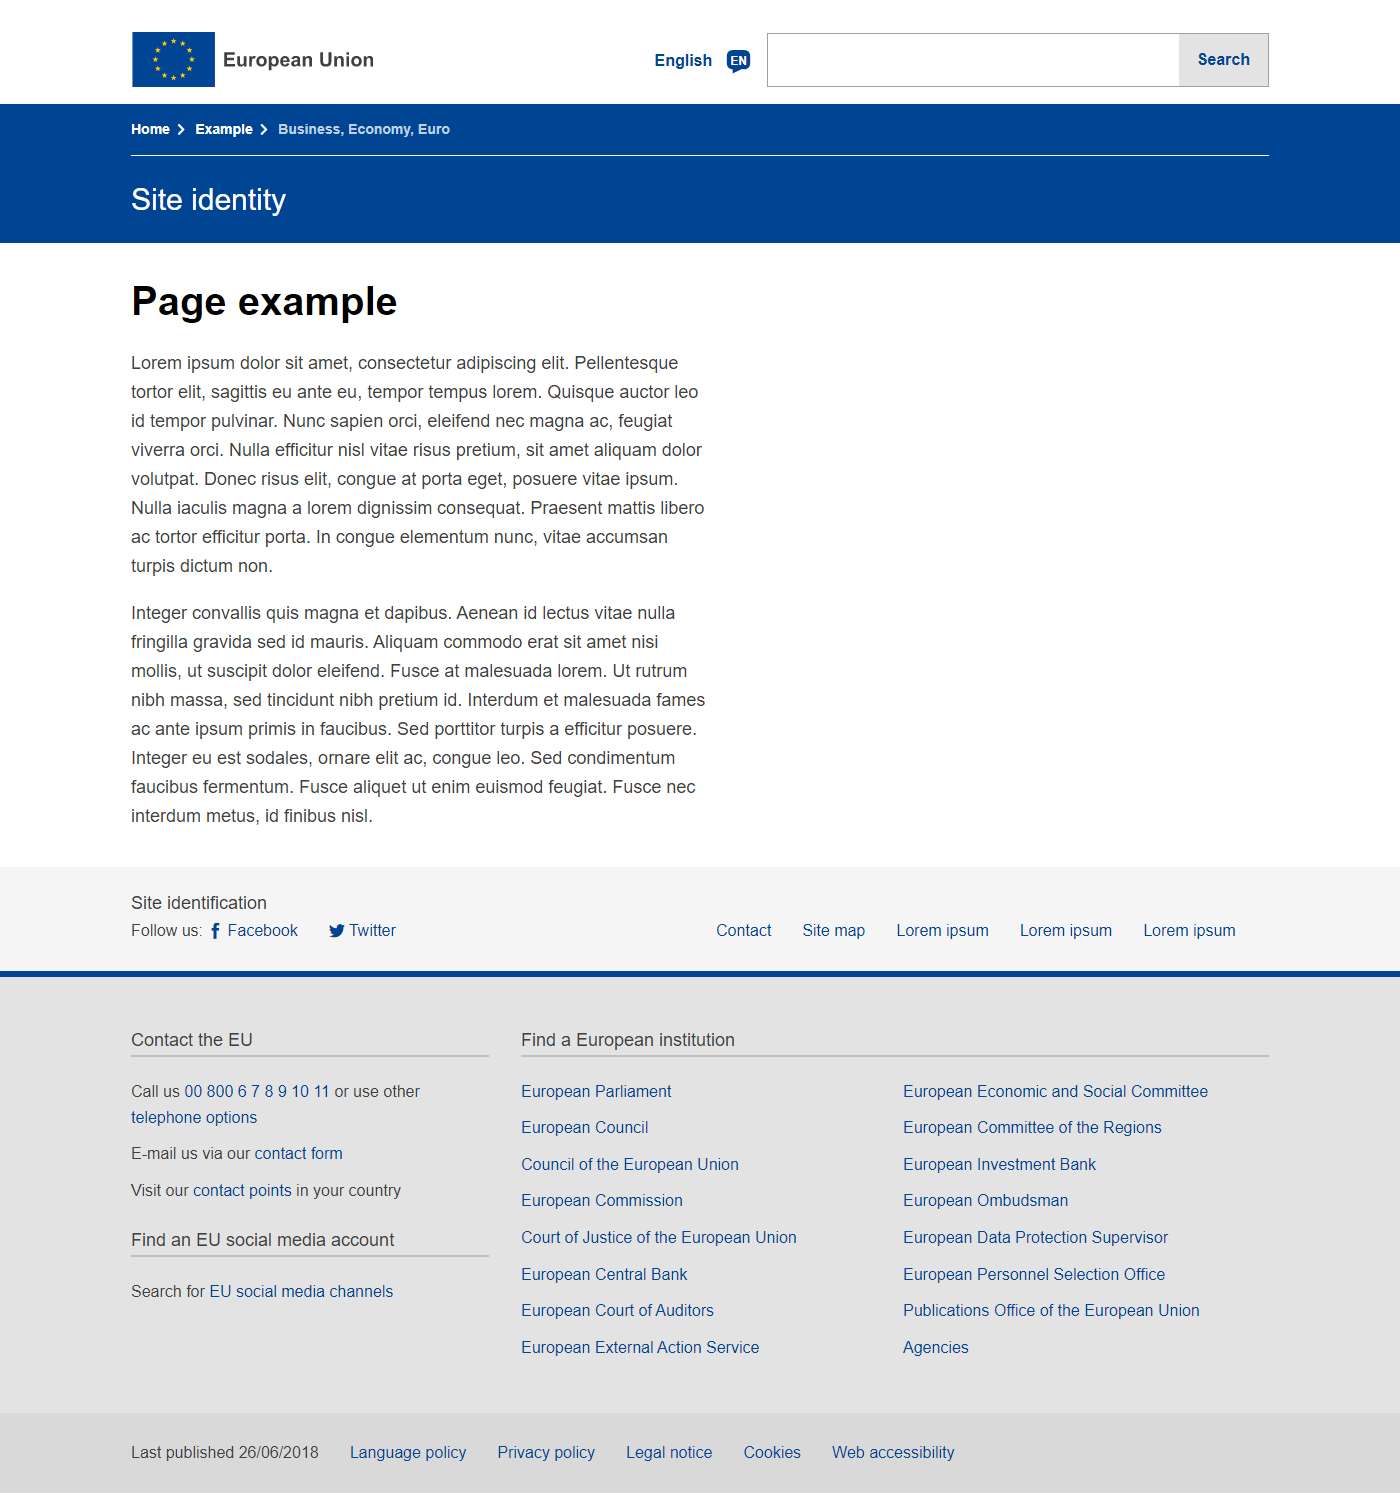 European Union
English EN Search
Home Example Business, Economy, Euro
Site identity
Page example
Lorem ipsum dolor sit amet, consectetur adipiscing elit. Pellentesque
tortor elit, sagittis eu ante eu, tempor tempus lorem. Quisque auctor leo
id tempor pulvinar. Nunc sapien orci, eleifend nec magna ac, feugiat
viverra orci. Nulla efficitur nisl vitae risus pretium, sit amet aliquam dolor
volutpat. Donec risus elit, congue at porta eget, posuere vitae ipsum.
Nulla iaculis magna a lorem dignissim consequat. Praesent mattis libero
ac tortor efficitur porta. In congue elementum nunc, vitae accumsan
turpis dictum non.
Integer convallis quis magna et dapibus. Aenean id lectus vitae nulla
fringilla gravida sed id mauris. Aliquam commodo erat sit amet nisi
mollis, ut suscipit dolor eleifend. Fusce at malesuada lorem. Ut rutrum
nibh massa, sed tincidunt nibh pretium id. Interdum et malesuada fames
ac ante ipsum primis in faucibus. Sed porttitor turpis a efficitur posuere.
Integer eu est sodales, ornare elit ac, congue leo. Sed condimentum
faucibus fermentum. Fusce aliquet ut enim euismod feugiat. Fusce nec
interdum metus, id finibus nisl.
Site identification
Follow us: Facebook Twitter
Contact Site map Lorem ipsum Lorem ipsum Lorem ipsum
Contact the EU
Call us 00 800 6 7 8 9 10 11 or use other
telephone options
E-mail us via our contact form
Visit our contact points in your country
Find an EU social media account
Search for EU social media channels
Find a European institution
European Parliament
European Council
Council of the European Union
European Commission
Court of Justice of the European Union
European Central Bank
European Court of Auditors
European External Action Service
European Economic and Social Committee
European Committee of the Regions
European Investment Bank
European Ombudsman
European Data Protection Supervisor
European Personnel Selection Office
Publications Office of the European Union
Agencies
Last published 26/06/2018 Language policy Privacy policy Legal notice Cookies Web accessibility